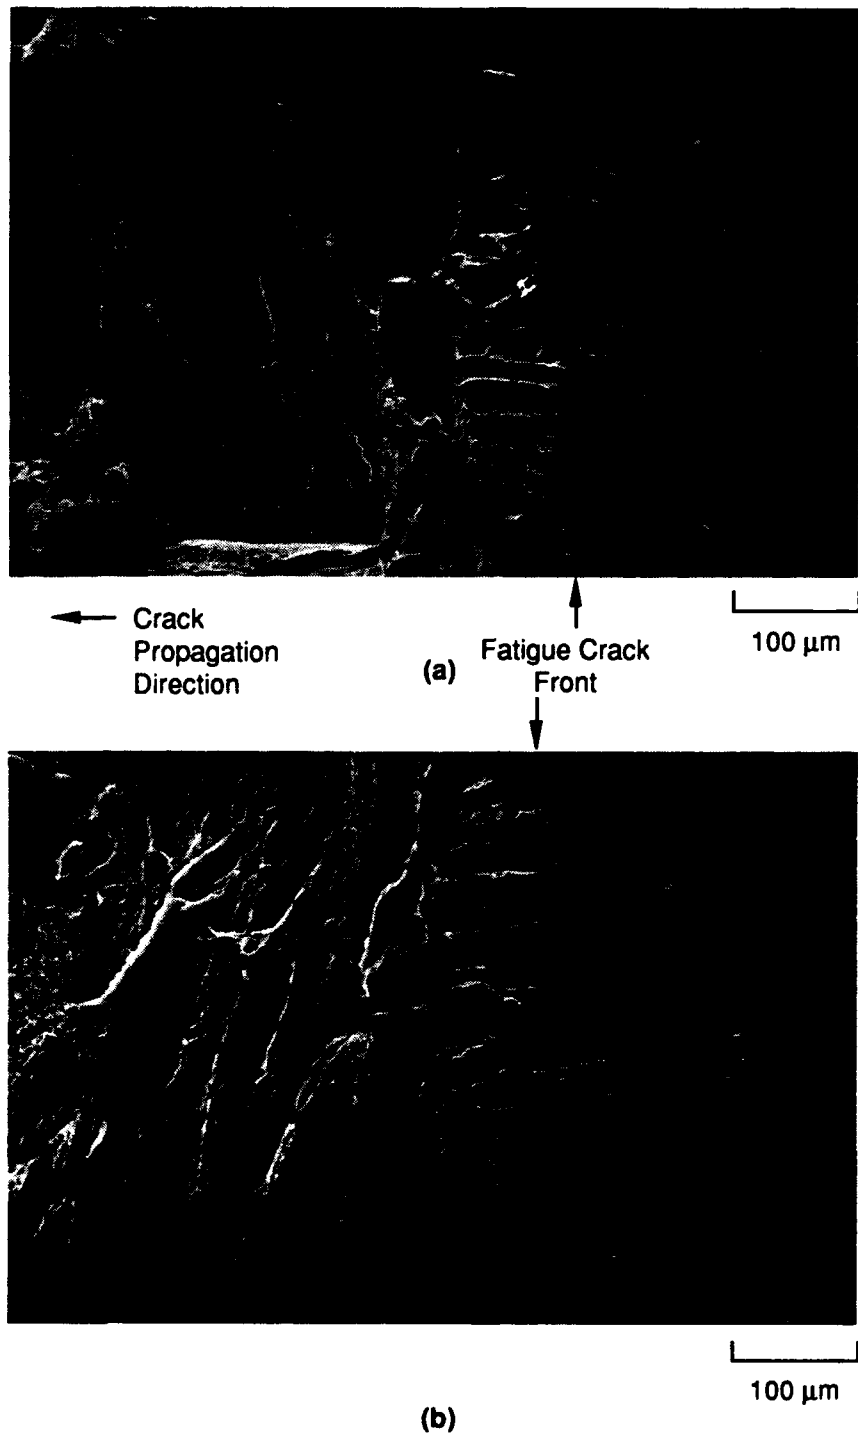 Crack
Propagation
Direction
(a)
Fatigue Crack
Front
100 μm
100 μm
(b)